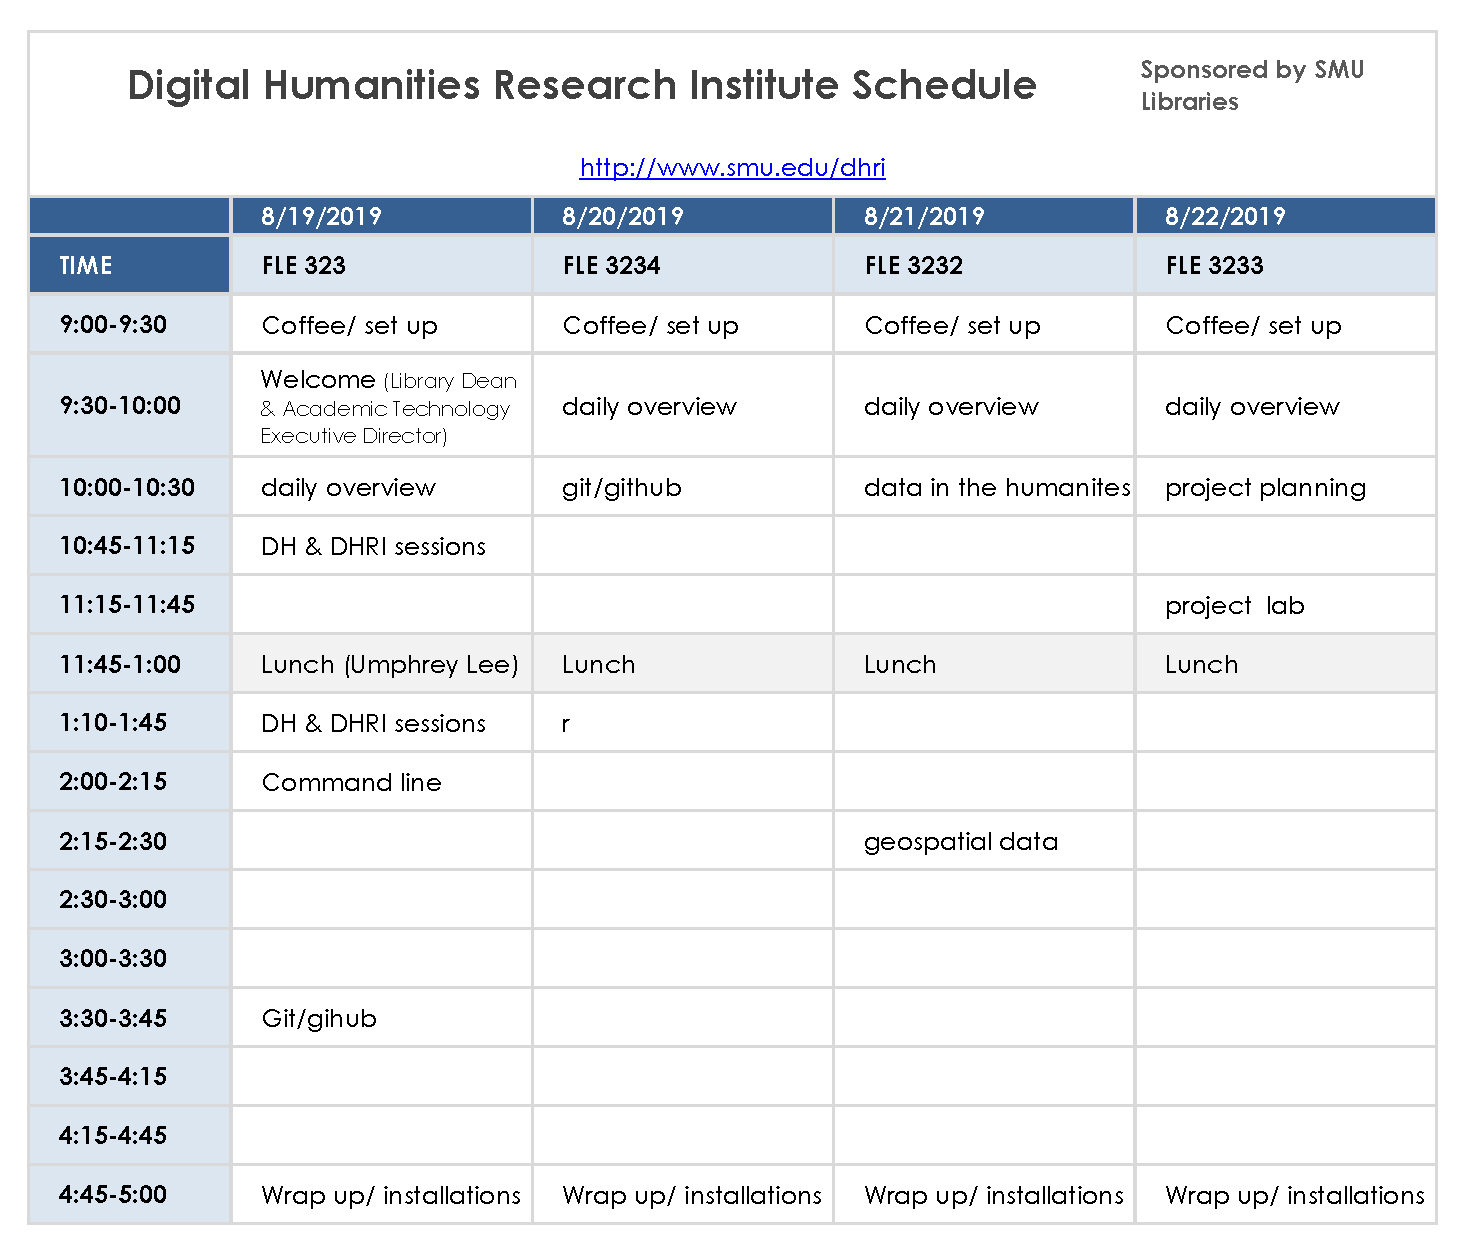 Digital Humanities Research Institute Schedule
Sponsored by SMU
Libraries
http://www.smu.edu/dhri
8/19/2019 8/20/2019 8/21/2019 8/22/2019
TIME FLE 323 FLE 3234 FLE 3232 FLE 3233
9:00-9:30 Coffee/ set up Coffee/ set up Coffee/ set up Coffee/ set up
9:30-10:00 Welcome (Library Dean
& Academic Technology
Executive Director) daily overview daily overview daily overview
10:00-10:30 daily overview git/github data in the humanites project planning
10:45-11:15 DH & DHRI sessions
11:15-11:45 project  lab
11:45-1:00 Lunch (Umphrey Lee) Lunch Lunch Lunch
1:10-1:45 DH & DHRI sessions r
2:00-2:15 Command line
2:15-2:30 geospatial data
2:30-3:00
3:00-3:30
3:30-3:45 Git/gihub
3:45-4:15
4:15-4:45
4:45-5:00 Wrap up/ installations Wrap up/ installations Wrap up/ installations Wrap up/ installations